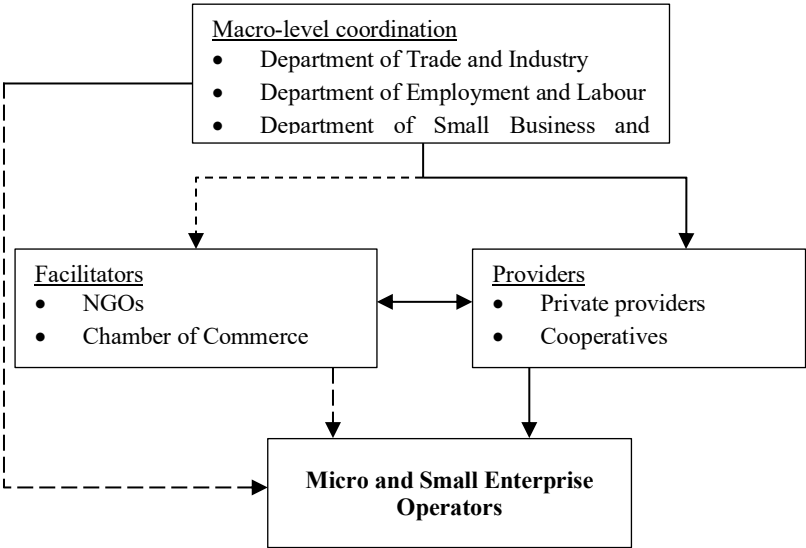 Macro-level coordination
• Department of Trade and Industry
• Department of Employment and Labour
• Department of Small Business and
Facilitators
• NGOs
• Chamber of Commerce
Providers
• Private providers
• Cooperatives
Micro and Small Enterprise
Operators